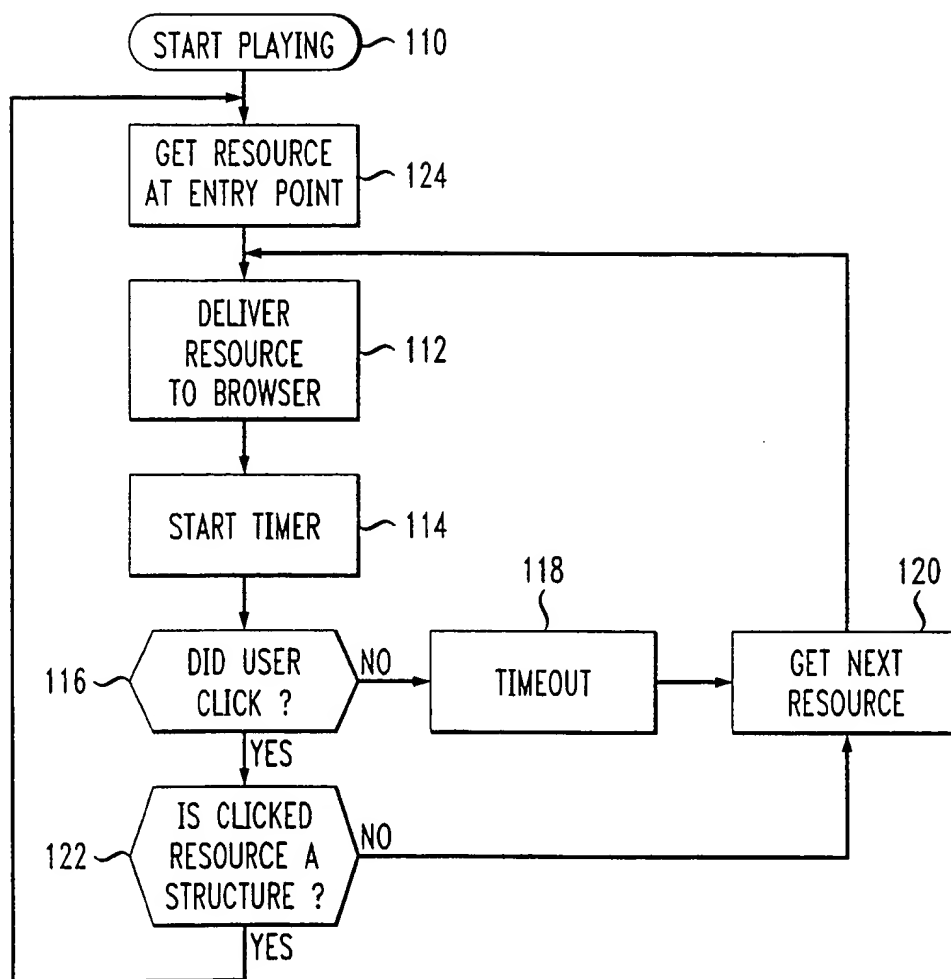 START PLAYING
110
GET RESOURCE
AT ENTRY POINT
124
DELIVER
RESOURCE
TO BROWSER
112
START TIMER
114
118
120
116
DID USER
CLICK ?
NO
TIMEOUT
GET NEXT
RESOURCE
YES
122
IS CLICKED
RESOURCE A
STRUCTURE ?
NO
YES